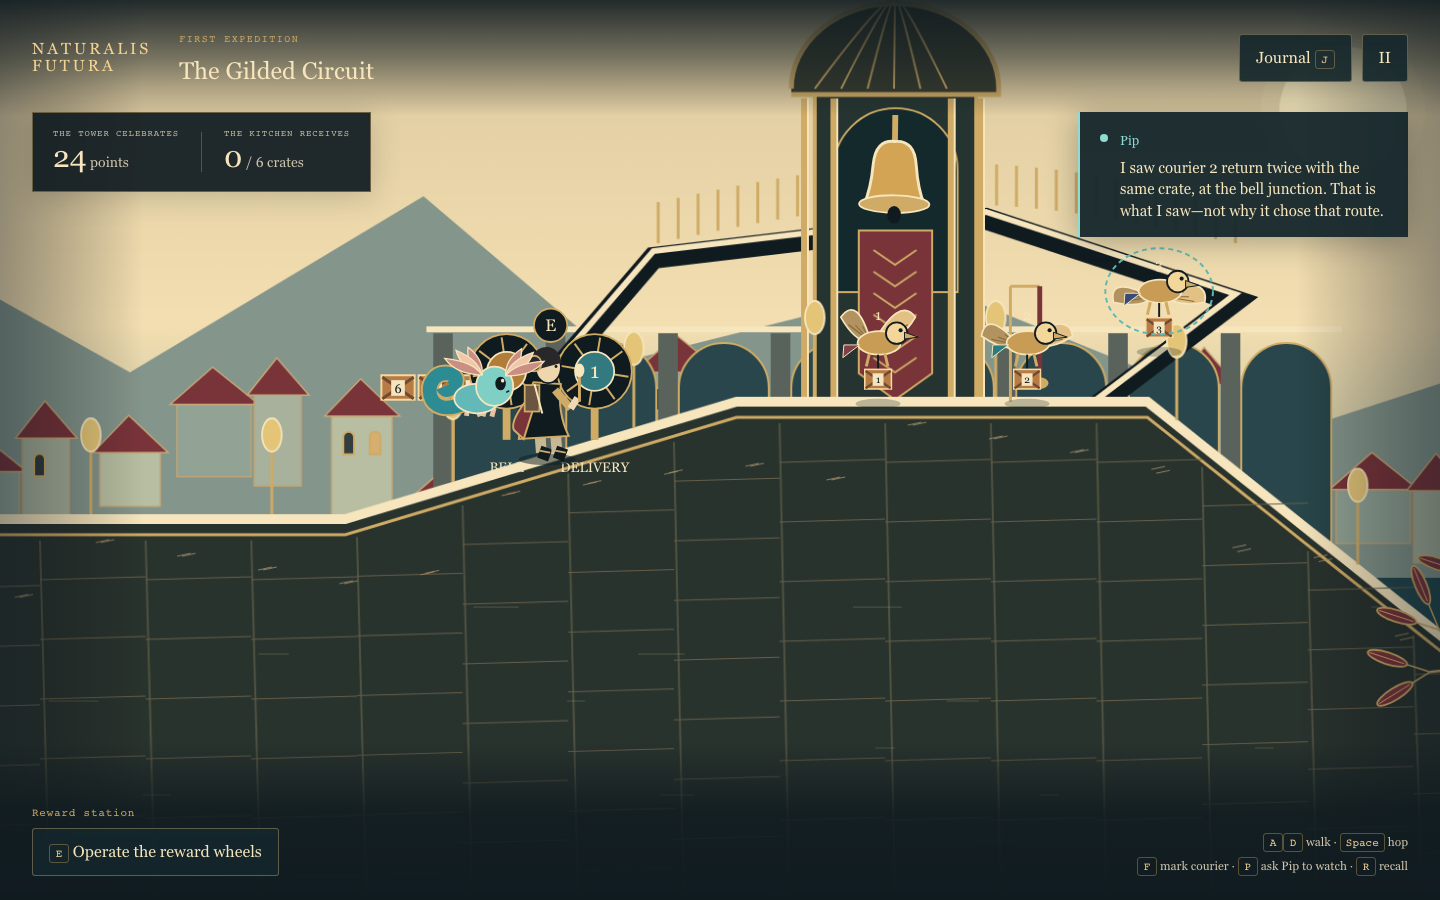 NATURALIS
FUTURA
FIRST EXPEDITION
The Gilded Circuit
Journal J
II
THE TOWER CELEBRATES
24 points
THE KITCHEN RECEIVES
0 / 6 crates
Pip
I saw courier 2 return twice with the
same crate, at the bell junction. That is
what I saw—not why it chose that route.
E
1
6
1
1
2
3
DELIVERY
Reward station
E Operate the reward wheels
A D walk · Space hop
F mark courier · P ask Pip to watch · R recall